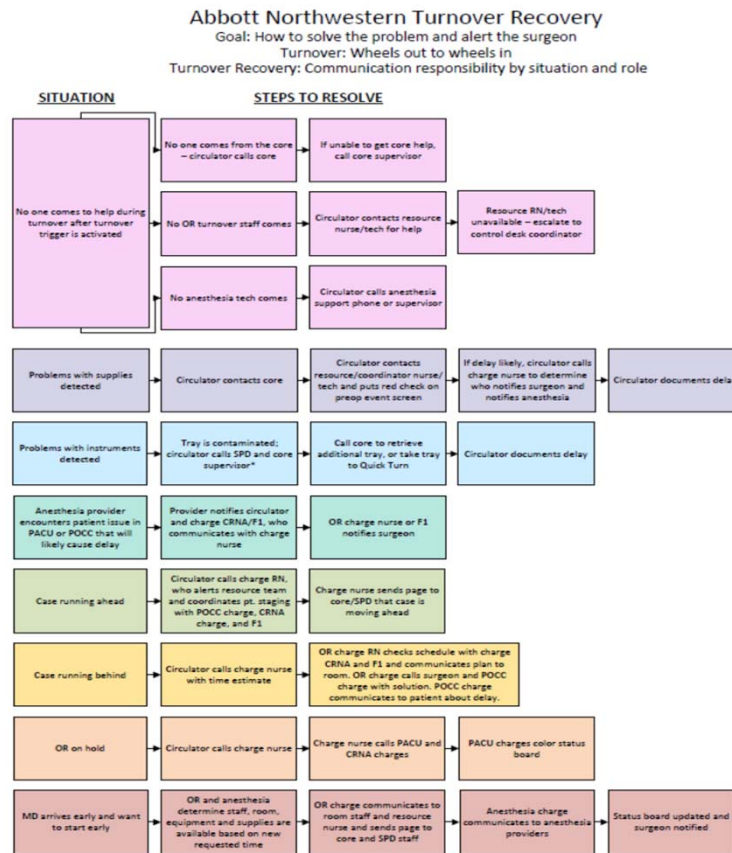 Abbott Northwestern Turnover Recovery
Goal: How to solve the problem and alert the surgeon
Turnover: Wheels out to wheels in
Turnover Recovery: Communication responsibility by situation and role
SITUATION
STEPS TO RESOLVE
No one comes to help during
turnover after turnover
trigger is activated
No one comes from the core
– circulator calls core
If unable to get core help,
call core supervisor
No OR turnover staff comes
Circulator contacts resource
nurse/tech for help
Resource RN/tech
unavailable – escalate to
control desk coordinator
No anesthesia tech comes
Circulator calls anesthesia
support phone or supervisor
Problems with supplies
detected
Circulator contacts core
Circulator contacts
resource/coordinator nurse/
tech and puts red check on
preop event screen
If delay likely, circulator calls
charge nurse to determine
who notifies surgeon and
notifies anesthesia
Circulator documents dela
Problems with instruments
detected
Tray is contaminated;
circulator calls SPD and core
supervisor*
Call core to retrieve
additional tray, or take tray
to Quick Turn
Circulator documents delay
Anesthesia provider
encounters patient issue in
PACU or POCC that will
likely cause delay
Provider notifies circulator
and charge CRNA/F1, who
communicates with charge
nurse
OR charge nurse or F1
notifies surgeon
Case running ahead
Circulator calls charge RN,
who alerts resource team
and coordinates pt. staging
with POCC charge, CRNA
charge, and F1
Charge nurse sends page to
core/SPD that case is
moving ahead
Case running behind
Circulator calls charge nurse
with time estimate
OR charge RN checks schedule with charge
CRNA and F1 and communicates plan to
room. OR charge calls surgeon and POCC
charge with solution. POCC charge
communicates to patient about delay.
OR on hold
Circulator calls charge nurse
Charge nurse calls PACU and
CRNA charges
PACU charges color status
board
MD arrives early and want to
start early
OR and anesthesia
determine staff, room,
equipment and supplies are
available based on new
requested time
OR charge communicates to
room staff and resource
nurse and sends page to
core and SPD staff
Anesthesia charge
communicates to anesthesia
providers
Status board updated and
surgeon notified